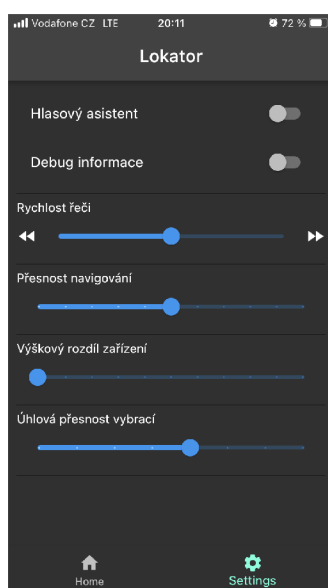 Vodafone CZ LTE 20:11 72 %
Lokator
Hlasový asistent
Debug informace
Rychlost řeči
Přesnost navigování
Výškový rozdíl zařízení
Úhlová přesnost vybrací
Home Settings